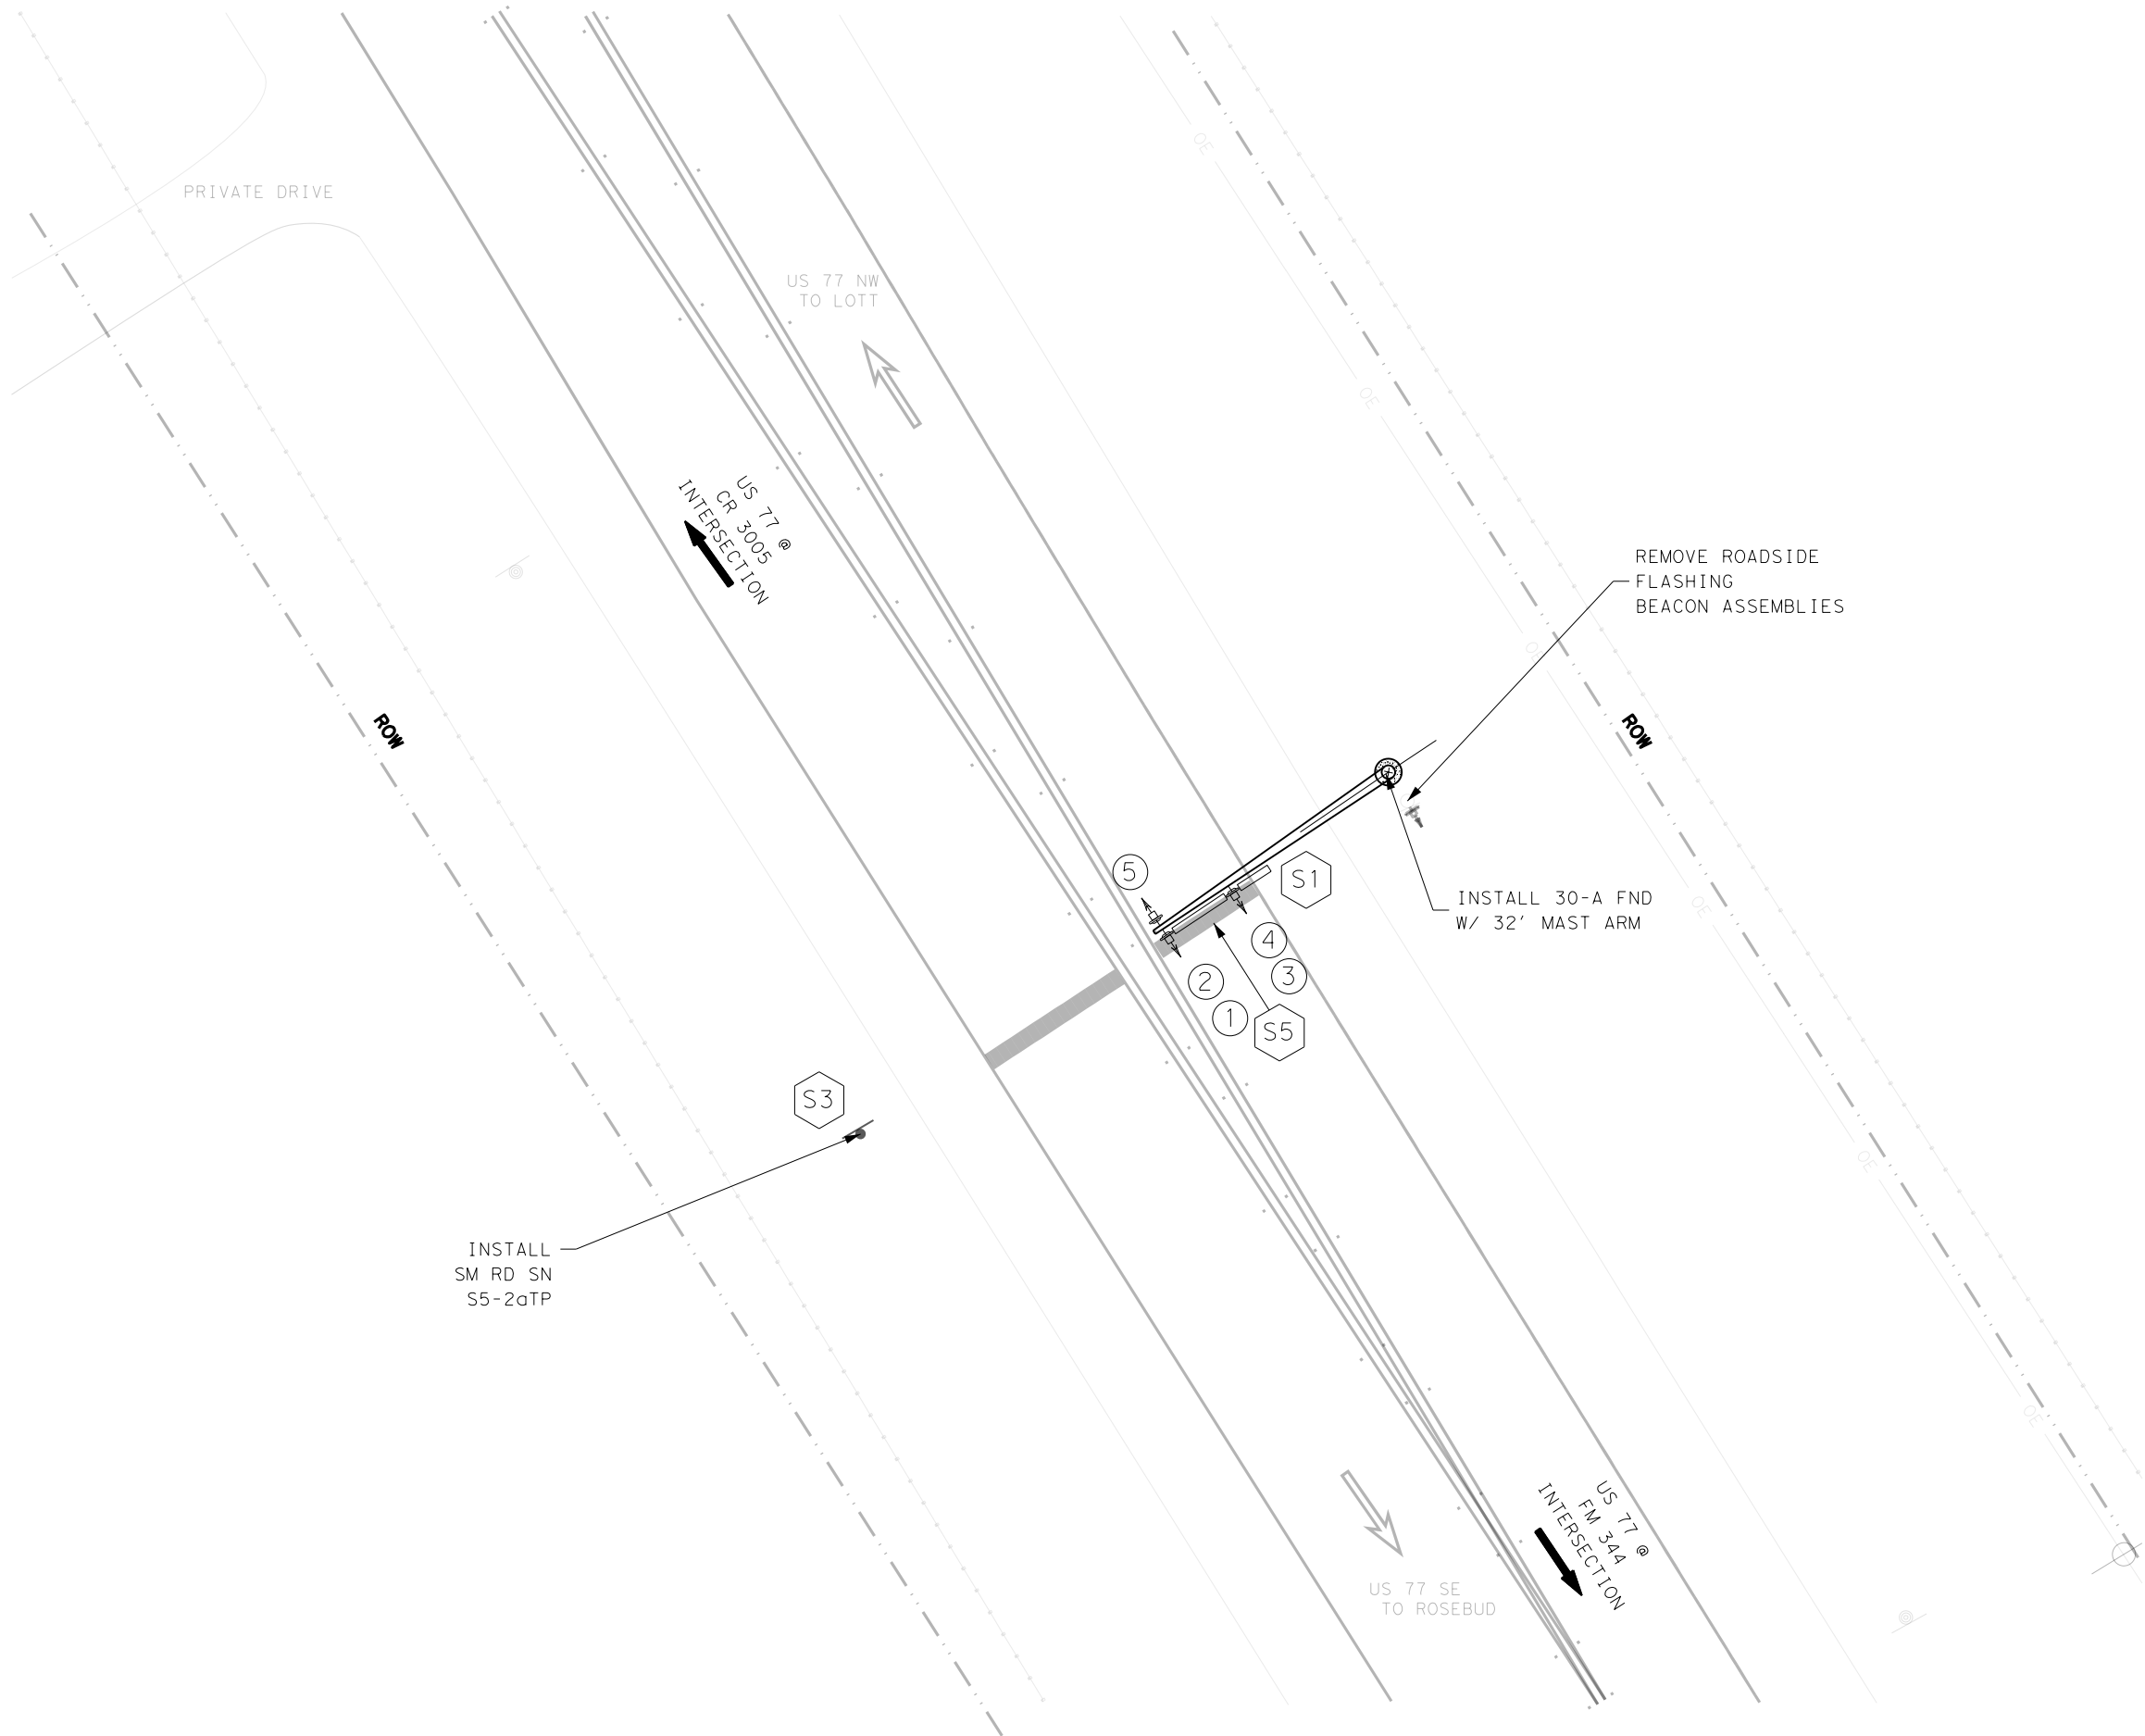 PRIVATE DRIVE
OE
US 77 NW
TO LOTT
OE
US 77 @
CR 3005
INTERSECTION
REMOVE ROADSIDE
FLASHING
BEACON ASSEMBLIES
OE
ROW
ROW
5
S1
INSTALL 30-A FND
W/ 32' MAST ARM
OE
4
3
2
1
S5
S3
OE
INSTALL
SM RD SN
S5-2aTP
OE
US 77 @
FM 344
INTERSECTION
US 77 SE
TO ROSEBUD